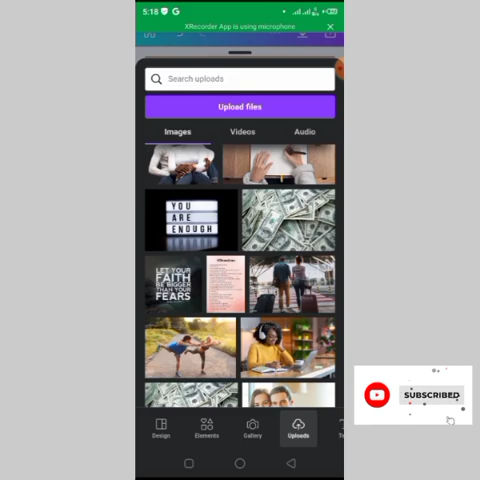 5:18
XRecorder App is using microphone
Search uploads
Upload files
Images
Videos
Audio
YOU
ARE
ENOUGH
LET YOUR
FAITH
BE BIGGER
THAN YOUR
FEARS
SUBSCRIBED
Design
Elements
Gallery
Uploads